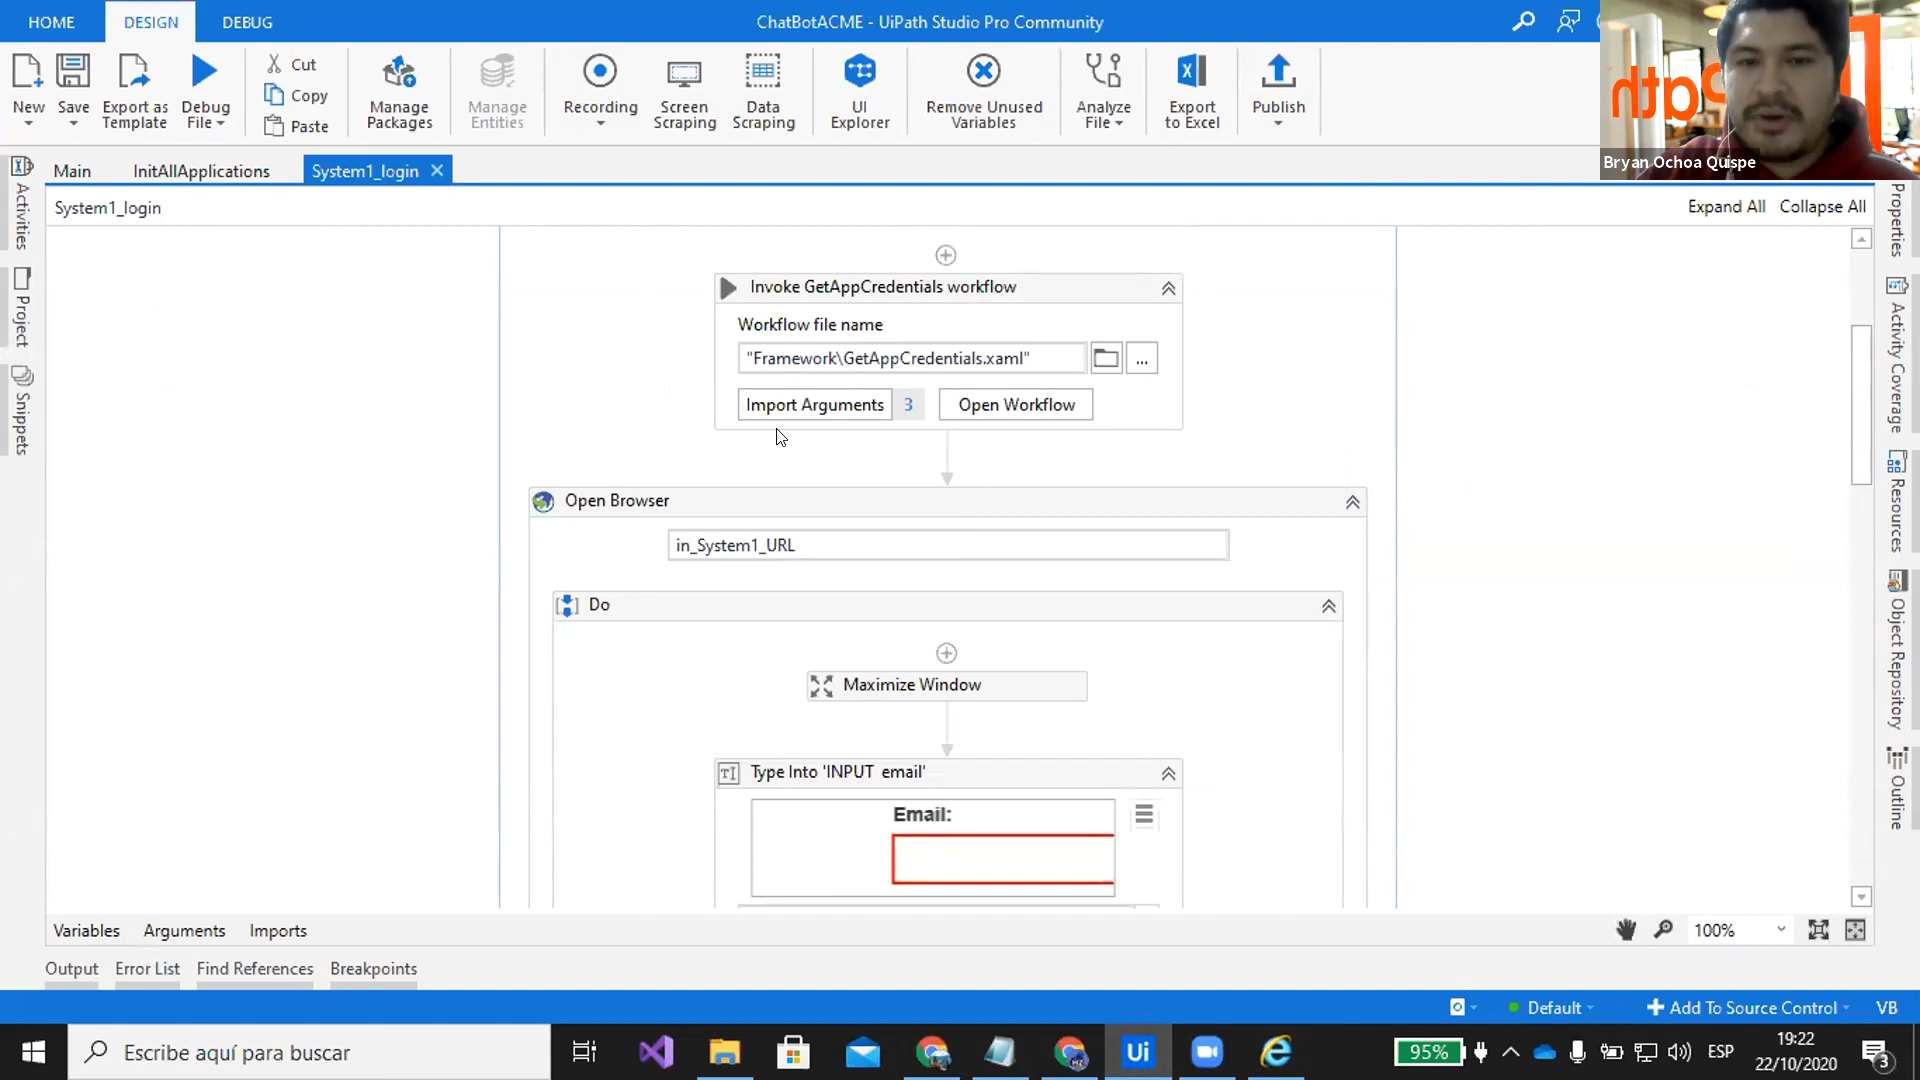 HOME DESIGN DEBUG ChatBotACME - UiPath Studio Pro Community
New Save Export as Template Debug File Cut Copy Paste Manage Packages Manage Entities Recording Screen Scraping Data Scraping UI Explorer Remove Unused Variables Analyze File Export to Excel Publish
Bryan Ochoa Quispe
Main InitAllApplications System1_login
System1_login Expand All Collapse All
Activities
Project
Snippets
Invoke GetAppCredentials workflow
Workflow file name
"Framework\GetAppCredentials.xaml" ...
Import Arguments 3 Open Workflow
Open Browser
in_System1_URL
Do
Maximize Window
Type Into 'INPUT email'
Email:
Properties
Activity Coverage
Resources
Object Repository
Outline
Variables Arguments Imports 100%
Output Error List Find References Breakpoints
Default Add To Source Control VB
Escribe aquí para buscar Ui 95% ESP 19:22
22/10/2020 3